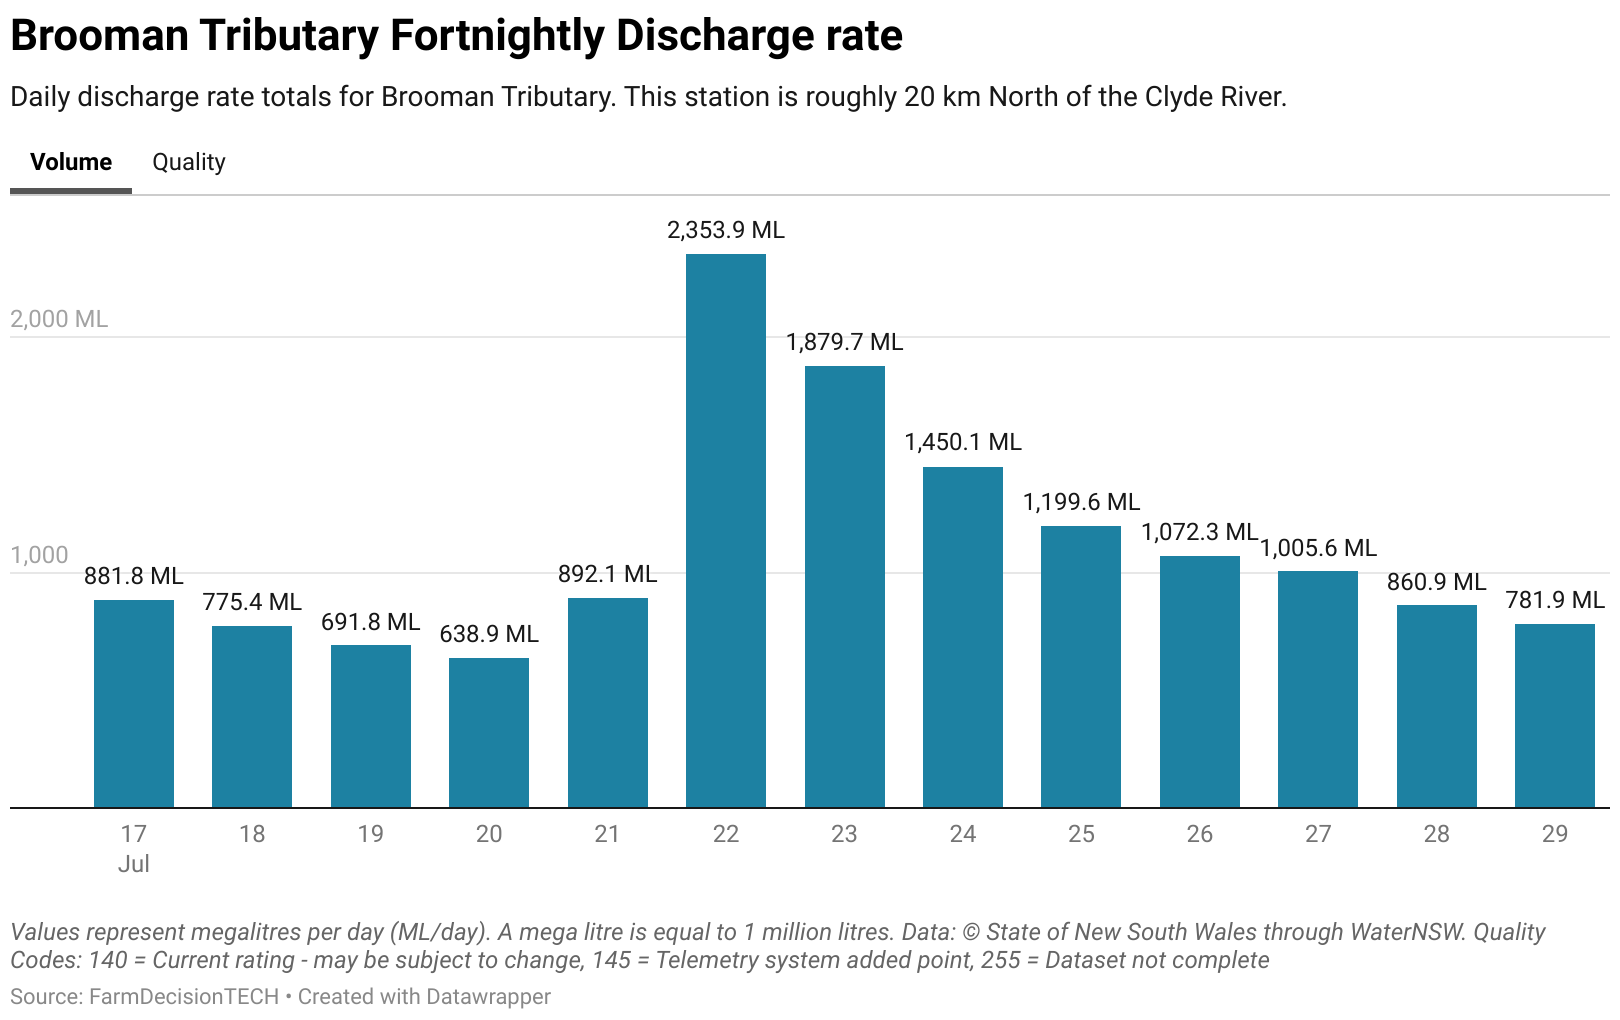 Brooman Tributary Fortnightly Discharge rate
Daily discharge rate totals for Brooman Tributary. This station is roughly 20 km North of the Clyde River.
Volume Quality
2,353.9 ML
2,000 ML
1,879.7 ML
1,450.1 ML
1,199.6 ML
1,072.3 ML
1,005.6 ML
1,000
892.1 ML
881.8 ML
860.9 ML
781.9 ML
775.4 ML
691.8 ML
638.9 ML
17 18 19 20 21 22 23 24 25 26 27 28 29
Jul
Values represent megalitres per day (ML/day). A mega litre is equal to 1 million litres. Data: © State of New South Wales through WaterNSW. Quality
Codes: 140 = Current rating - may be subject to change, 145 = Telemetry system added point, 255 = Dataset not complete
Source: FarmDecisionTECH • Created with Datawrapper